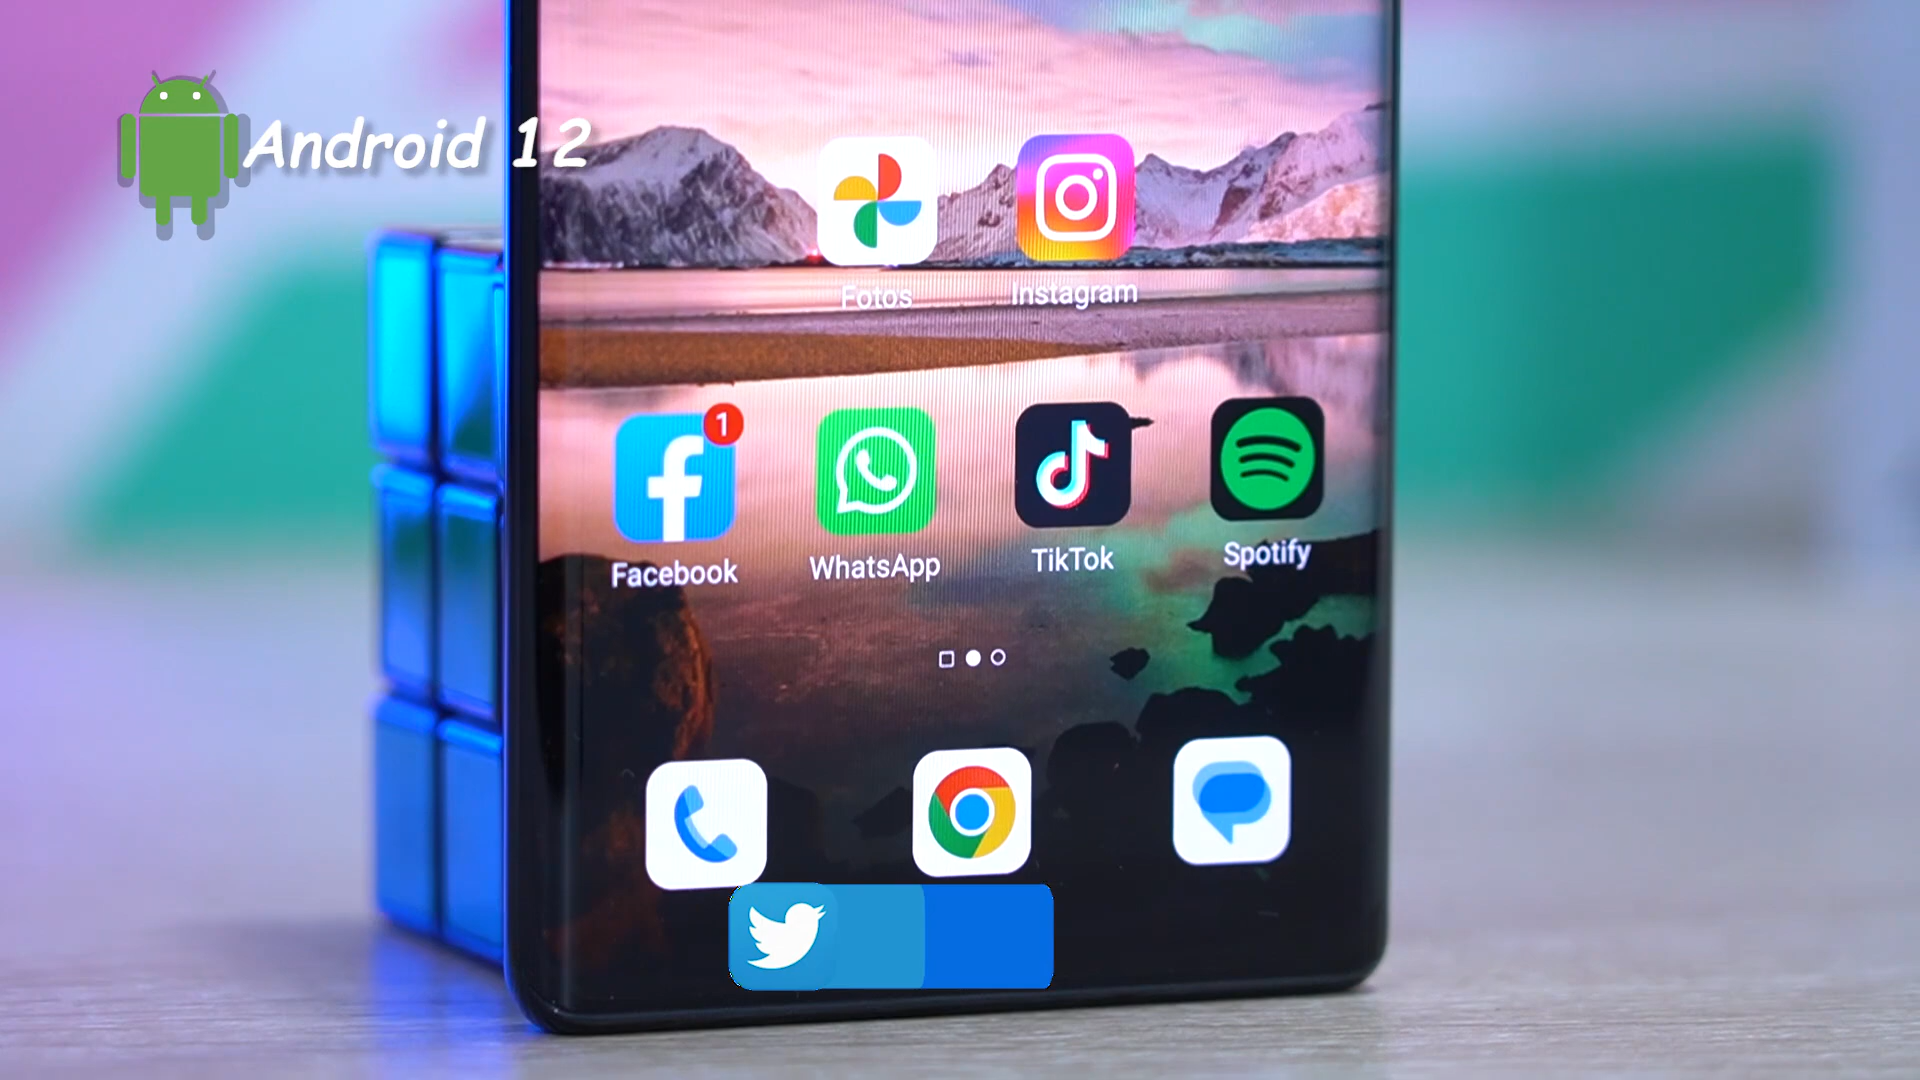 Android 12
Fotos
Instagram
1
Facebook
WhatsApp
TikTok
Spotify